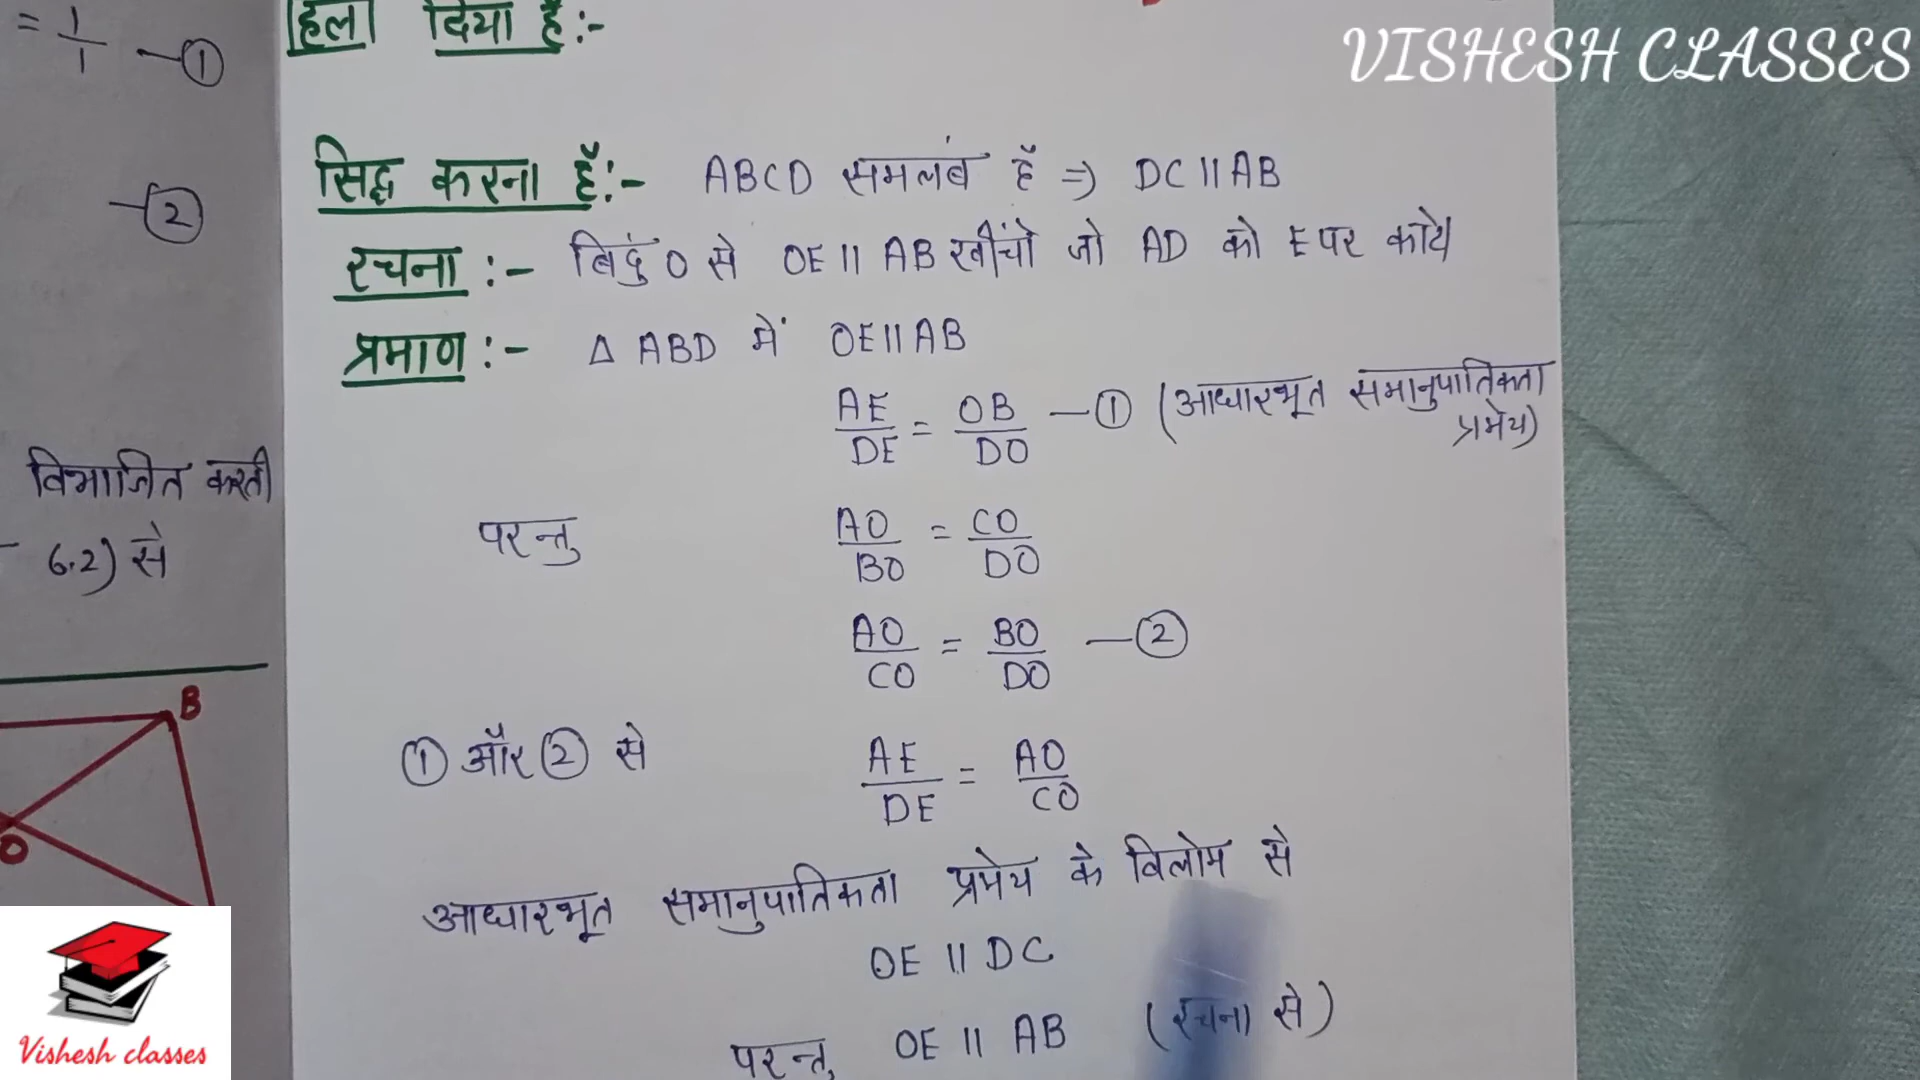 = 1/1 —①
—②
विभाजित करती
6.2) से
B
O
दिया है:-
VISHESH CLASSES
सिद्ध करना है:- ABCD समलंब है => DC || AB
रचना :- बिदुं O से OE || AB खींचों जो AD को E पर काटे
प्रमाण :- Δ ABD में OE || AB
AE/DE = OB/DO —① (आधारभूत समानुपातिकता
प्रमेय)
परन्तु AO/BO = CO/DO
AO/CO = BO/DO —②
① और ② से AE/DE = AO/CO
आधारभूत समानुपातिकता प्रमेय के विलोम से
OE || DC
परन्तु OE || AB (रचना से)
Vishesh classes